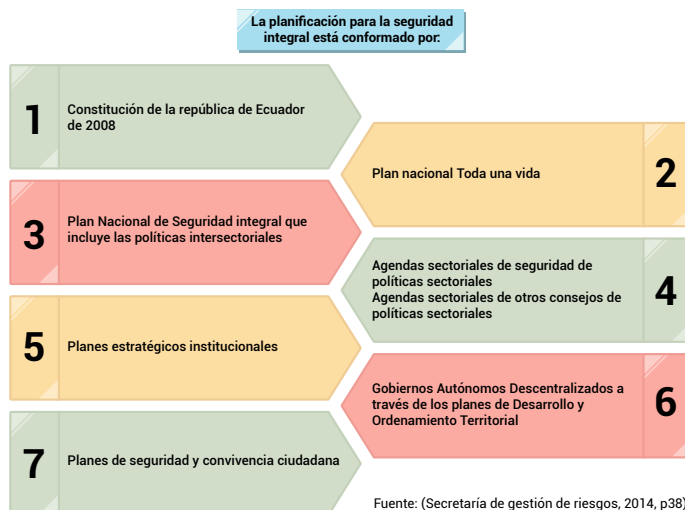 La planificación para la seguridad
integral está conformado por:
1
Constitución de la república de Ecuador
de 2008
2
Plan nacional Toda una vida
3
Plan Nacional de Seguridad integral que
incluye las políticas intersectoriales
4
Agendas sectoriales de seguridad de
políticas sectoriales
Agendas sectoriales de otros consejos de
políticas sectoriales
5
Planes estratégicos institucionales
6
Gobiernos Autónomos Descentralizados a
través de los planes de Desarrollo y
Ordenamiento Territorial
7
Planes de seguridad y convivencia ciudadana
Fuente: (Secretaría de gestión de riesgos, 2014, p38)